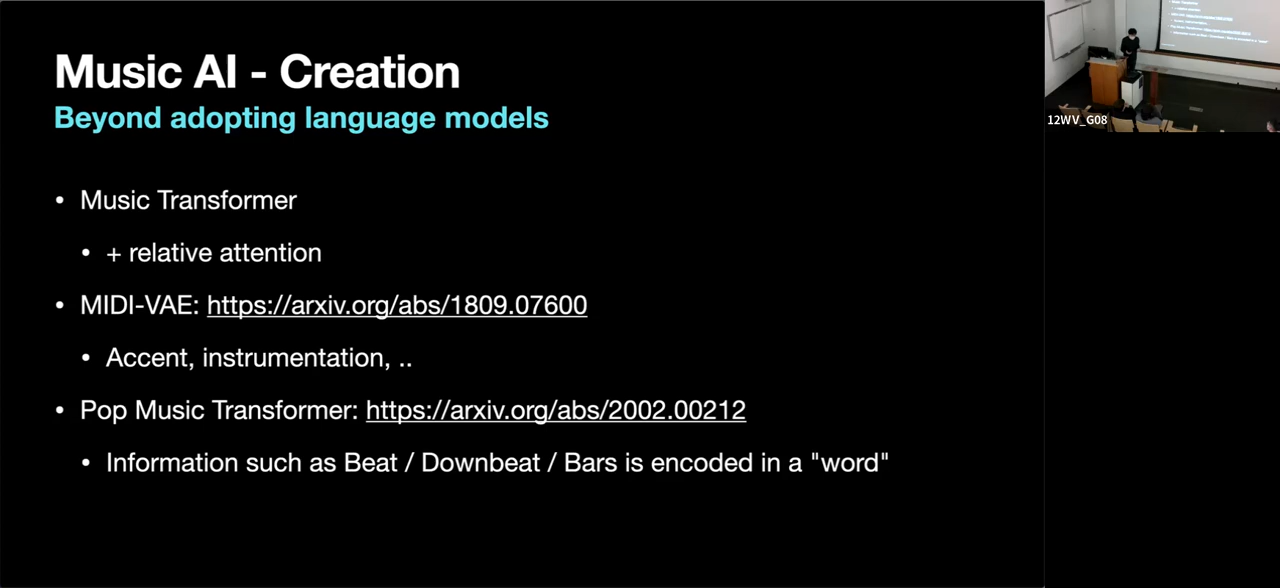 Music AI - Creation
Beyond adopting language models
• Music Transformer
• + relative attention
• MIDI-VAE: https://arxiv.org/abs/1809.07600
• Accent, instrumentation, ..
• Pop Music Transformer: https://arxiv.org/abs/2002.00212
• Information such as Beat / Downbeat / Bars is encoded in a "word"
12WV_G08